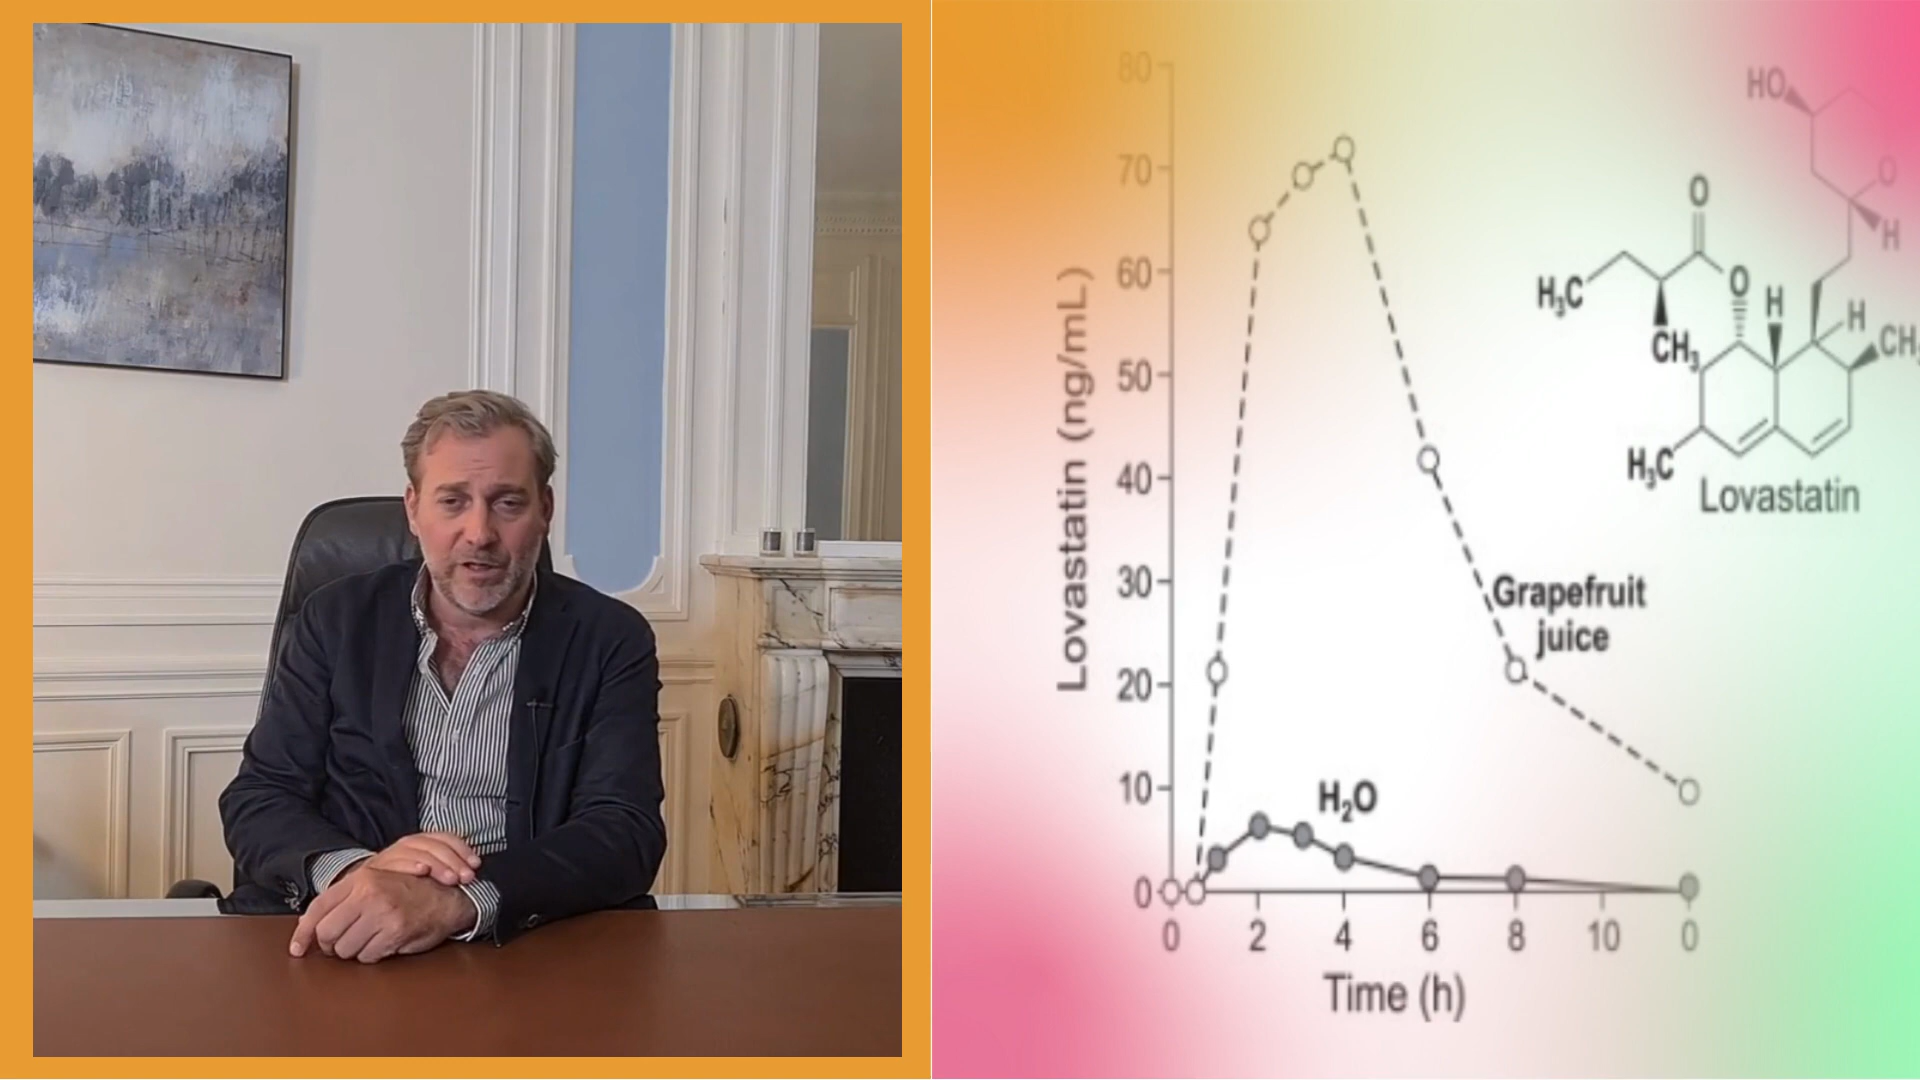 80
70
60
50
40
30
20
10
0
Lovastatin (ng/mL)
0 2 4 6 8 10 0
Time (h)
Grapefruit
juice
H₂O
HO
O
O
H
H₃C
O
H
H
CH₃
CH₃
H₃C
Lovastatin